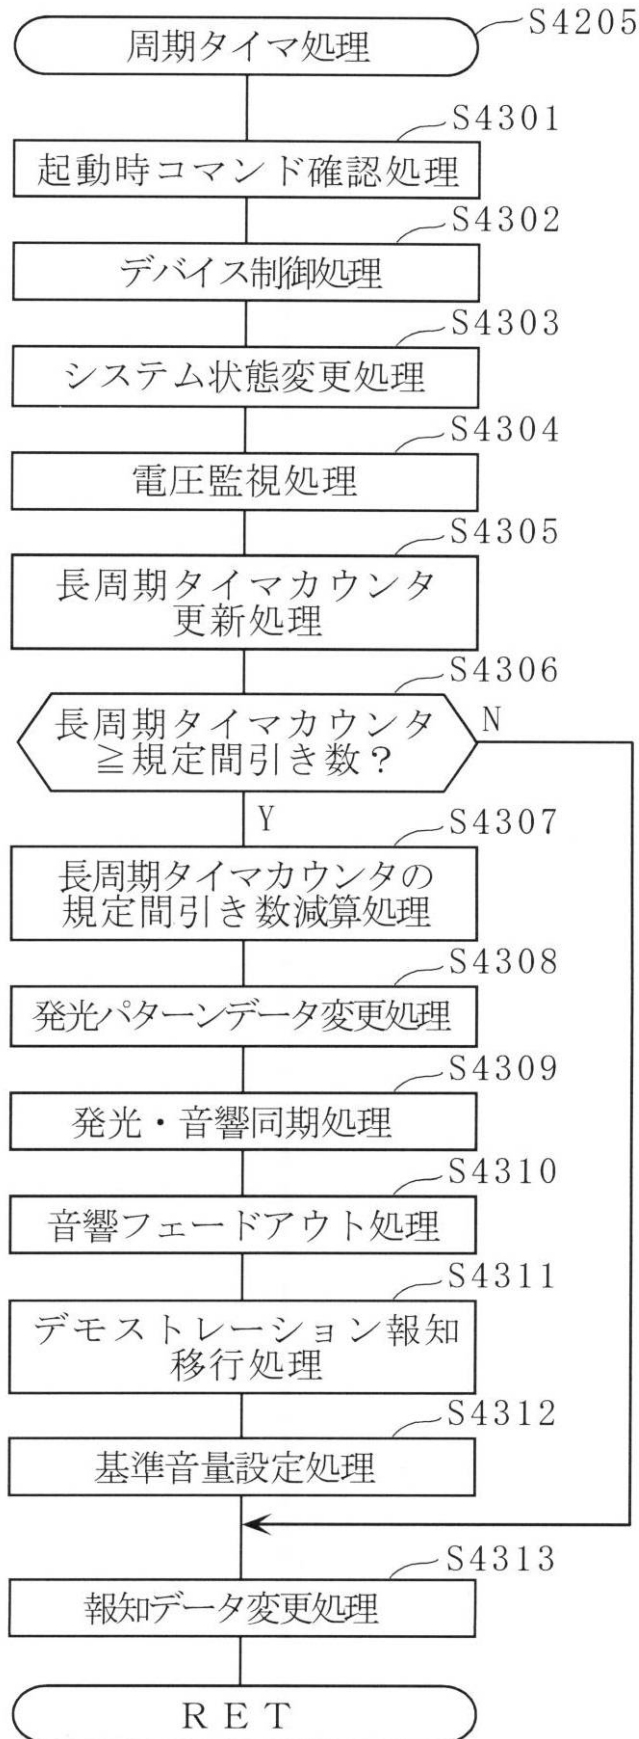 周期タイマ処理
S4205
S4301
起動時コマンド確認処理
S4302
デバイス制御処理
S4303
システム状態変更処理
S4304
電圧監視処理
S4305
長周期タイマカウンタ
更新処理
S4306
長周期タイマカウンタ
≧規定間引き数？
N
Y
S4307
長周期タイマカウンタの
規定間引き数減算処理
S4308
発光パターンデータ変更処理
S4309
発光・音響同期処理
S4310
音響フェードアウト処理
S4311
デモストレーション報知
移行処理
S4312
基準音量設定処理
S4313
報知データ変更処理
RET